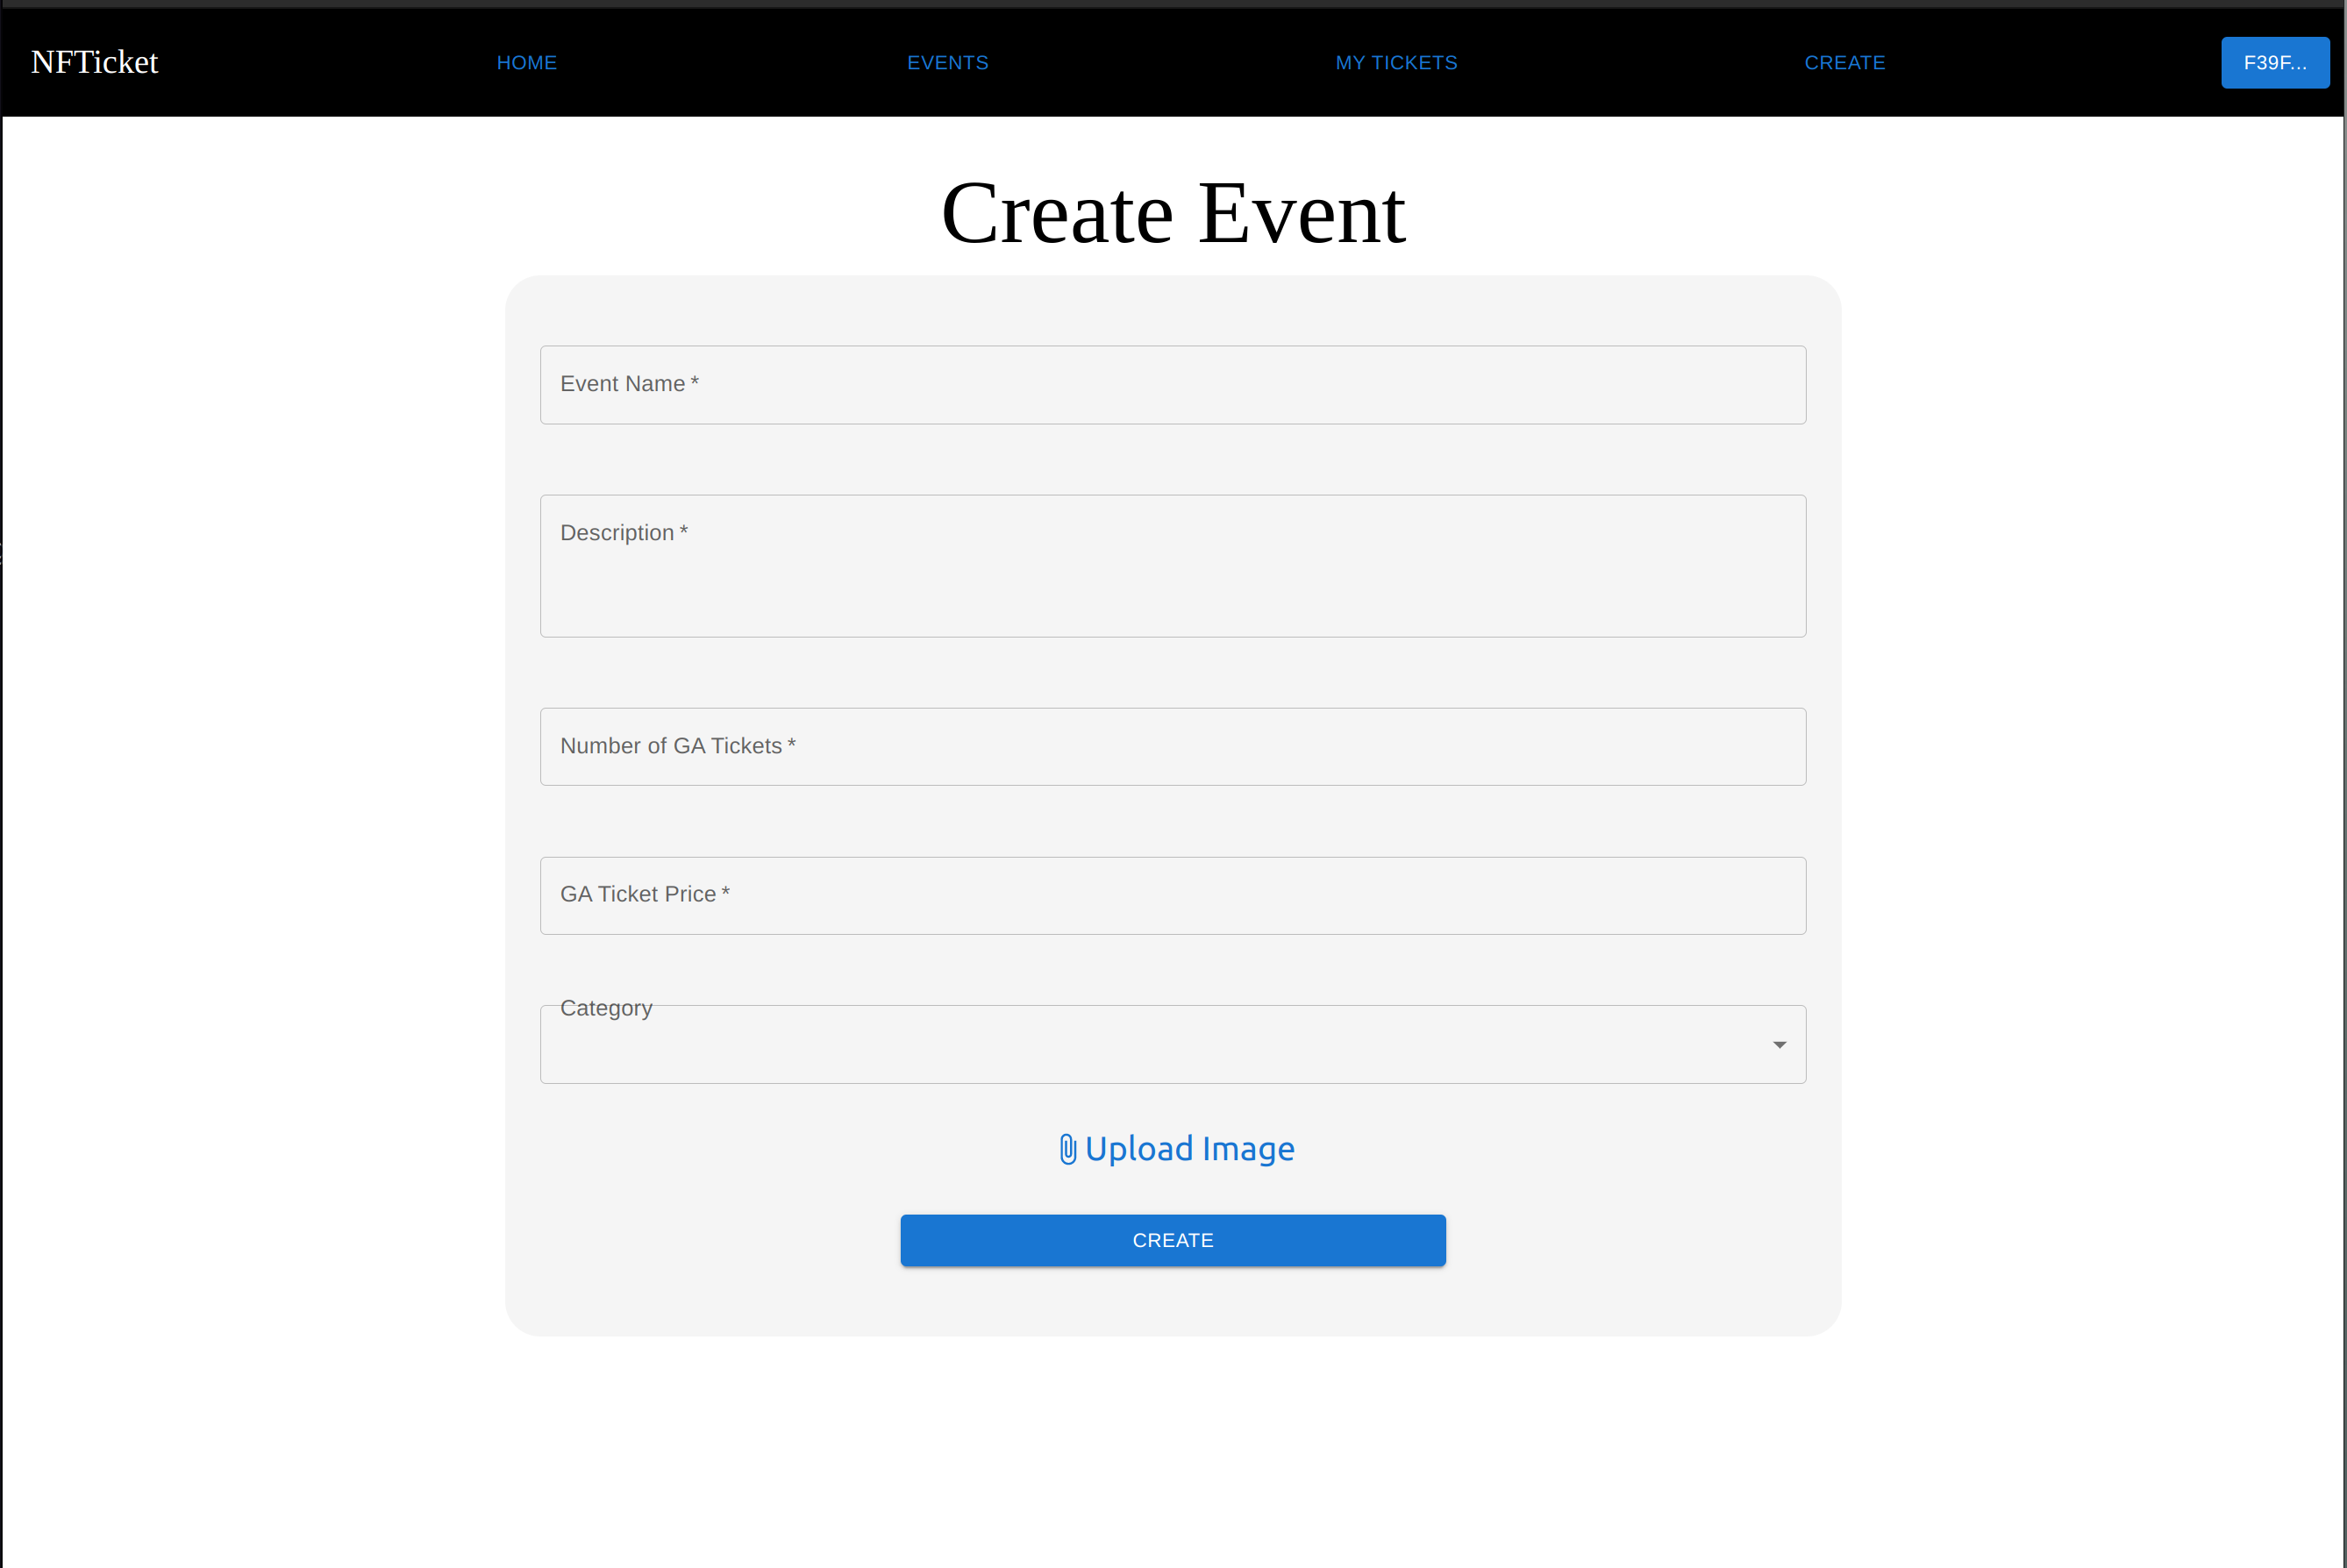 NFTicket
HOME
EVENTS
MY TICKETS
CREATE
F39F...
Create Event
Event Name *
Description *
Number of GA Tickets *
GA Ticket Price *
Category
Upload Image
CREATE